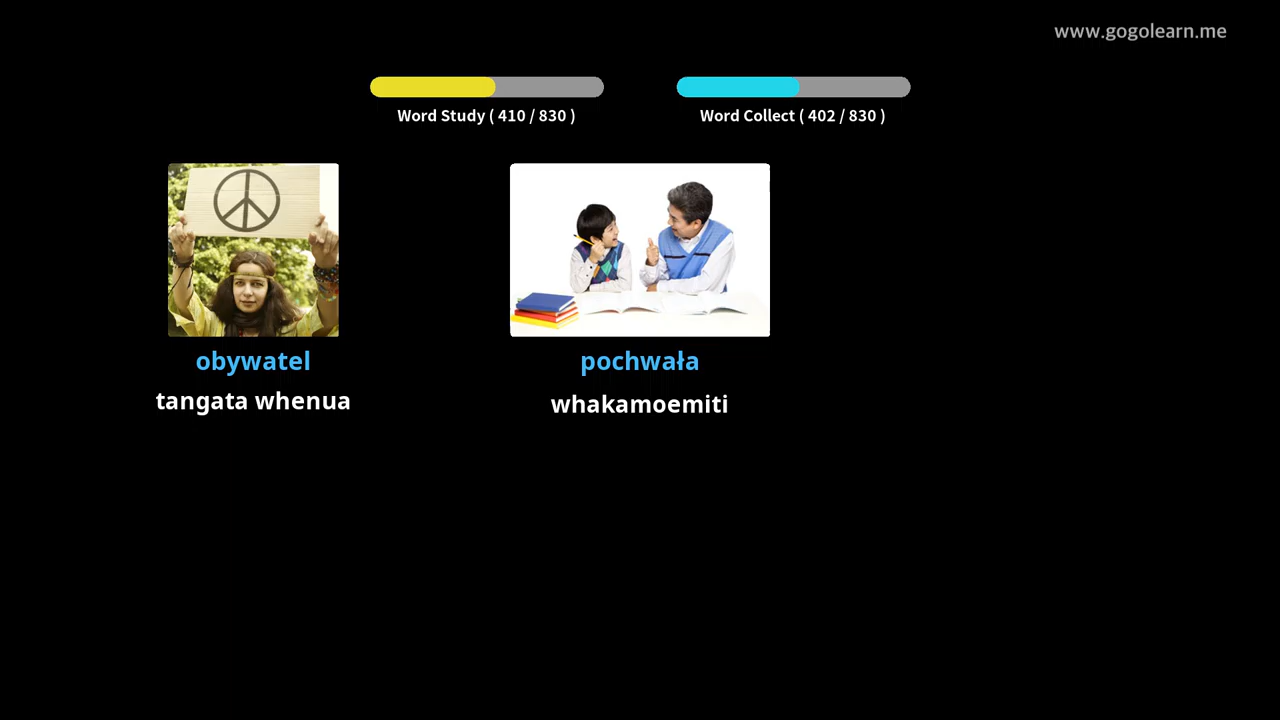 www.gogolearn.me
Word Study ( 410 / 830 )
Word Collect ( 402 / 830 )
obywatel
pochwała
tangata whenua
whakamoemiti